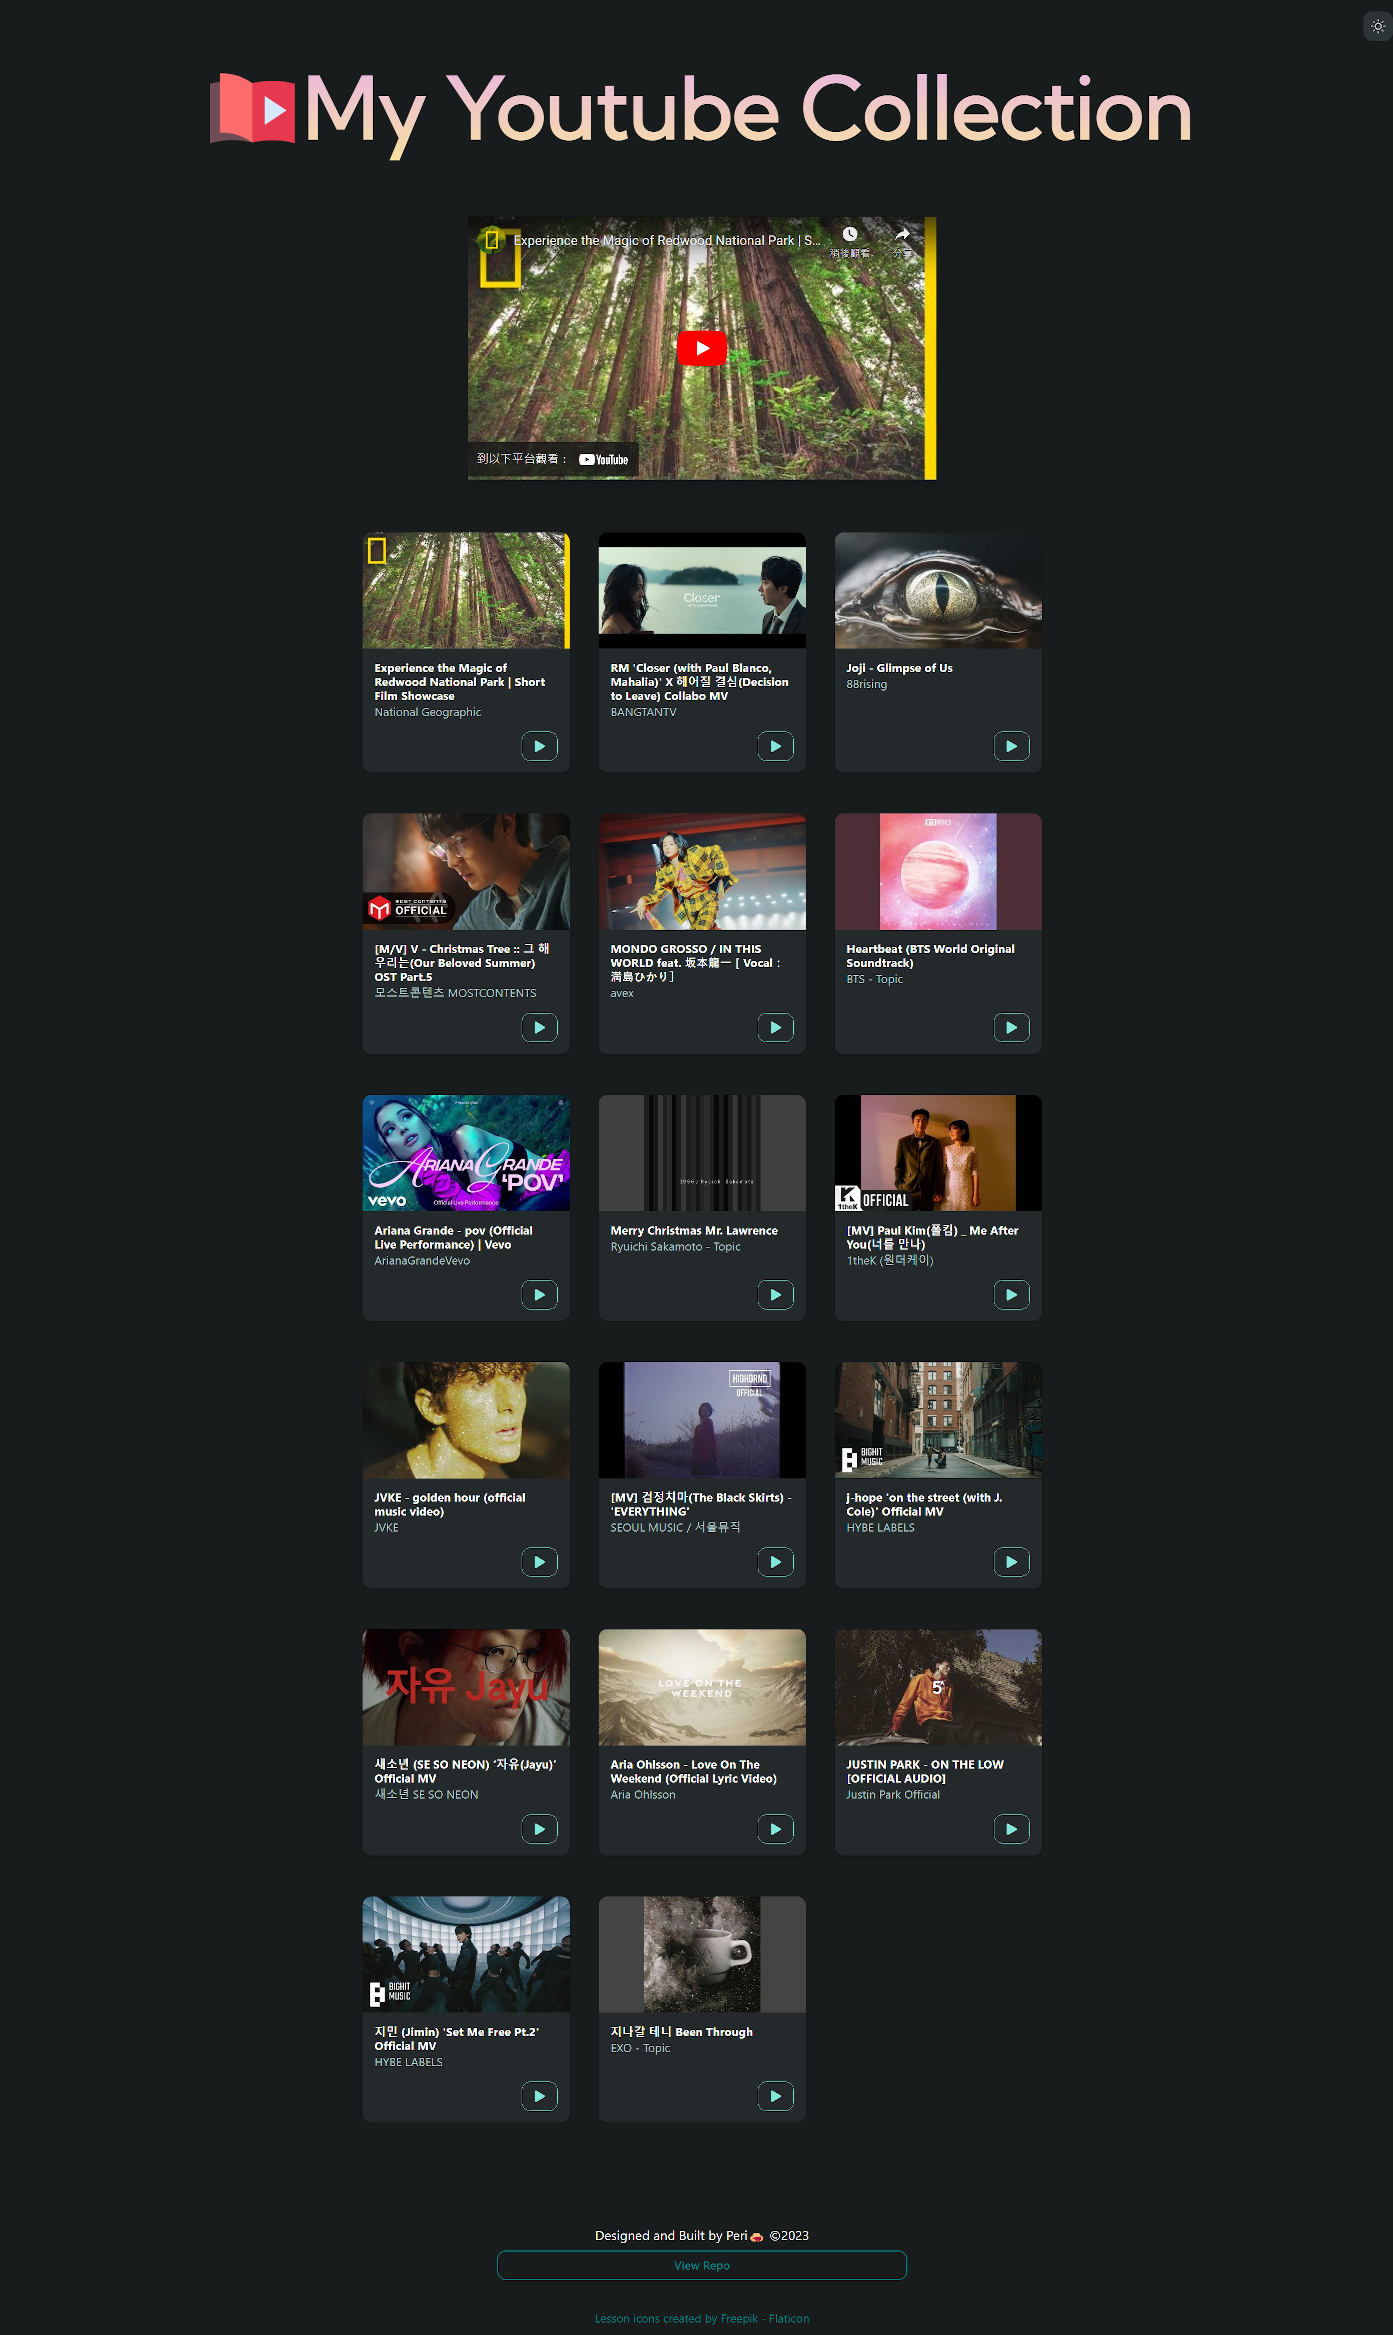 My Youtube Collection
Experience the Magic of Redwood National Park | S...
稍後觀看
分享
到以下平台觀看：
YouTube
Closer
Experience the Magic of
Redwood National Park | Short
Film Showcase
National Geographic
RM 'Closer (with Paul Blanco,
Mahalia)' X 헤어질 결심(Decision
to Leave) Collabo MV
BANGTANTV
Joji - Glimpse of Us
88rising
MOST CONTENTS
OFFICIAL
[M/V] V - Christmas Tree :: 그 해
우리는(Our Beloved Summer)
OST Part.5
모스트콘텐츠 MOSTCONTENTS
MONDO GROSSO / IN THIS
WORLD feat. 坂本龍一 [ Vocal :
満島ひかり]
avex
Heartbeat (BTS World Original
Soundtrack)
BTS - Topic
ARIANA GRANDE
'POV'
vevo
Official Live Performance
Ariana Grande - pov (Official
Live Performance) | Vevo
ArianaGrandeVevo
1996 / Ryuichi Sakamoto
Merry Christmas Mr. Lawrence
Ryuichi Sakamoto - Topic
1theK
OFFICIAL
[MV] Paul Kim(폴킴) _ Me After
You(너를 만나)
1theK (원더케이)
JVKE - golden hour (official
music video)
JVKE
HIGHGRND
OFFICIAL
[MV] 검정치마(The Black Skirts) -
'EVERYTHING'
SEOUL MUSIC / 서울뮤직
BIGHIT
MUSIC
j-hope 'on the street (with J.
Cole)' Official MV
HYBE LABELS
자유 Jayu
새소년 (SE SO NEON) ‘자유(Jayu)’
Official MV
새소년 SE SO NEON
LOVE ON THE
WEEKEND
Aria Ohlsson - Love On The
Weekend (Official Lyric Video)
Aria Ohlsson
5
JUSTIN PARK - ON THE LOW
[OFFICIAL AUDIO]
Justin Park Official
BIGHIT
MUSIC
지민 (Jimin) 'Set Me Free Pt.2'
Official MV
HYBE LABELS
지나갈 테니 Been Through
EXO - Topic
Designed and Built by Peri ©2023
View Repo
Lesson icons created by Freepik - Flaticon